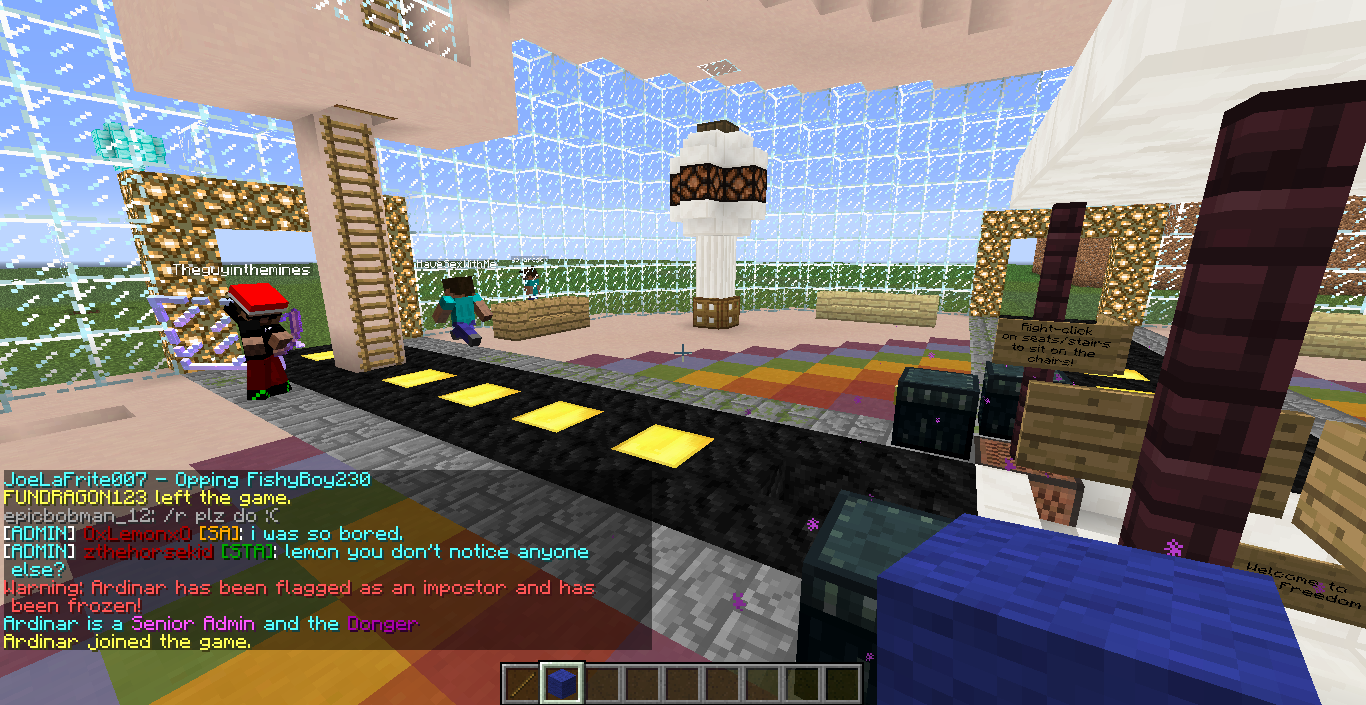 Theguyinthemines
HaveSexWithMe
Right-click
on seats/stairs
to sit on the
chairs!
JoeLaFrite007 - Opping FishyBoy230
FUNDRAGON123 left the game.
epicbobman_12: /r plz do :C
[ADMIN] OxLemonxO [SA]: i was so bored.
[ADMIN] zthehorsekid [STA]: lemon you don't notice anyone
else?
Warning: Ardinar has been flagged as an impostor and has
been frozen!
Ardinar is a Senior Admin and the Donger
Ardinar joined the game.
Welcome to
Freedom